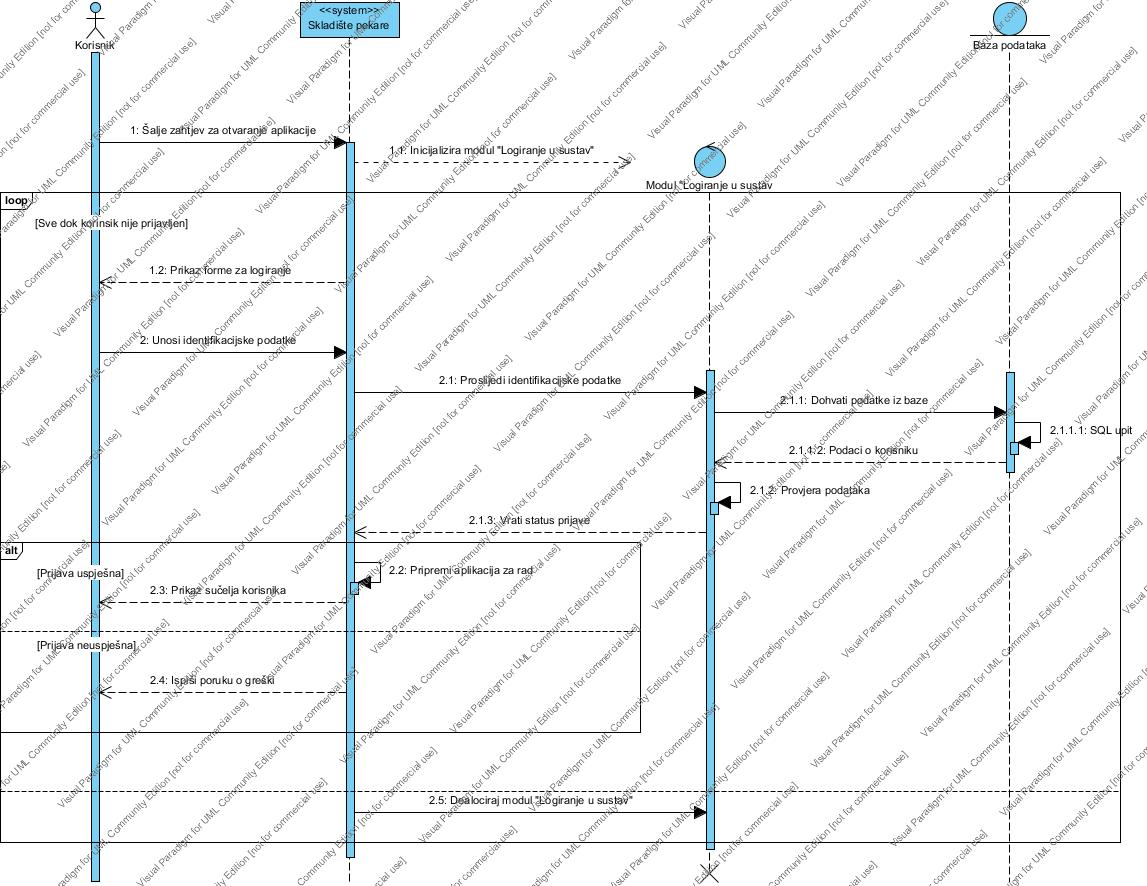 <<system>>
Skladište pekare
Korisnik
Baza podataka
1: Šalje zahtjev za otvaranje aplikacije
1.1: Inicijalizira modul "Logiranje u sustav"
Modul "Logiranje u sustav
loop
[Sve dok korinsik nije prijavljen]
1.2: Prikaz forme za logiranje
2: Unosi identifikacijske podatke
2.1: Proslijedi identifikacijske podatke
2.1.1: Dohvati podatke iz baze
2.1.1.1: SQL upit
2.1.1.2: Podaci o korisniku
2.1.2: Provjera podataka
2.1.3: Vrati status prijave
alt
[Prijava uspješna]
2.2: Pripremi aplikacija za rad
2.3: Prikaz sučelja korisnika
[Prijava neuspješna]
2.4: Ispiši poruku o greški
2.5: Dealociraj modul "Logiranje u sustav"
Visual Paradigm for UML Community Edition [not for commercial use]